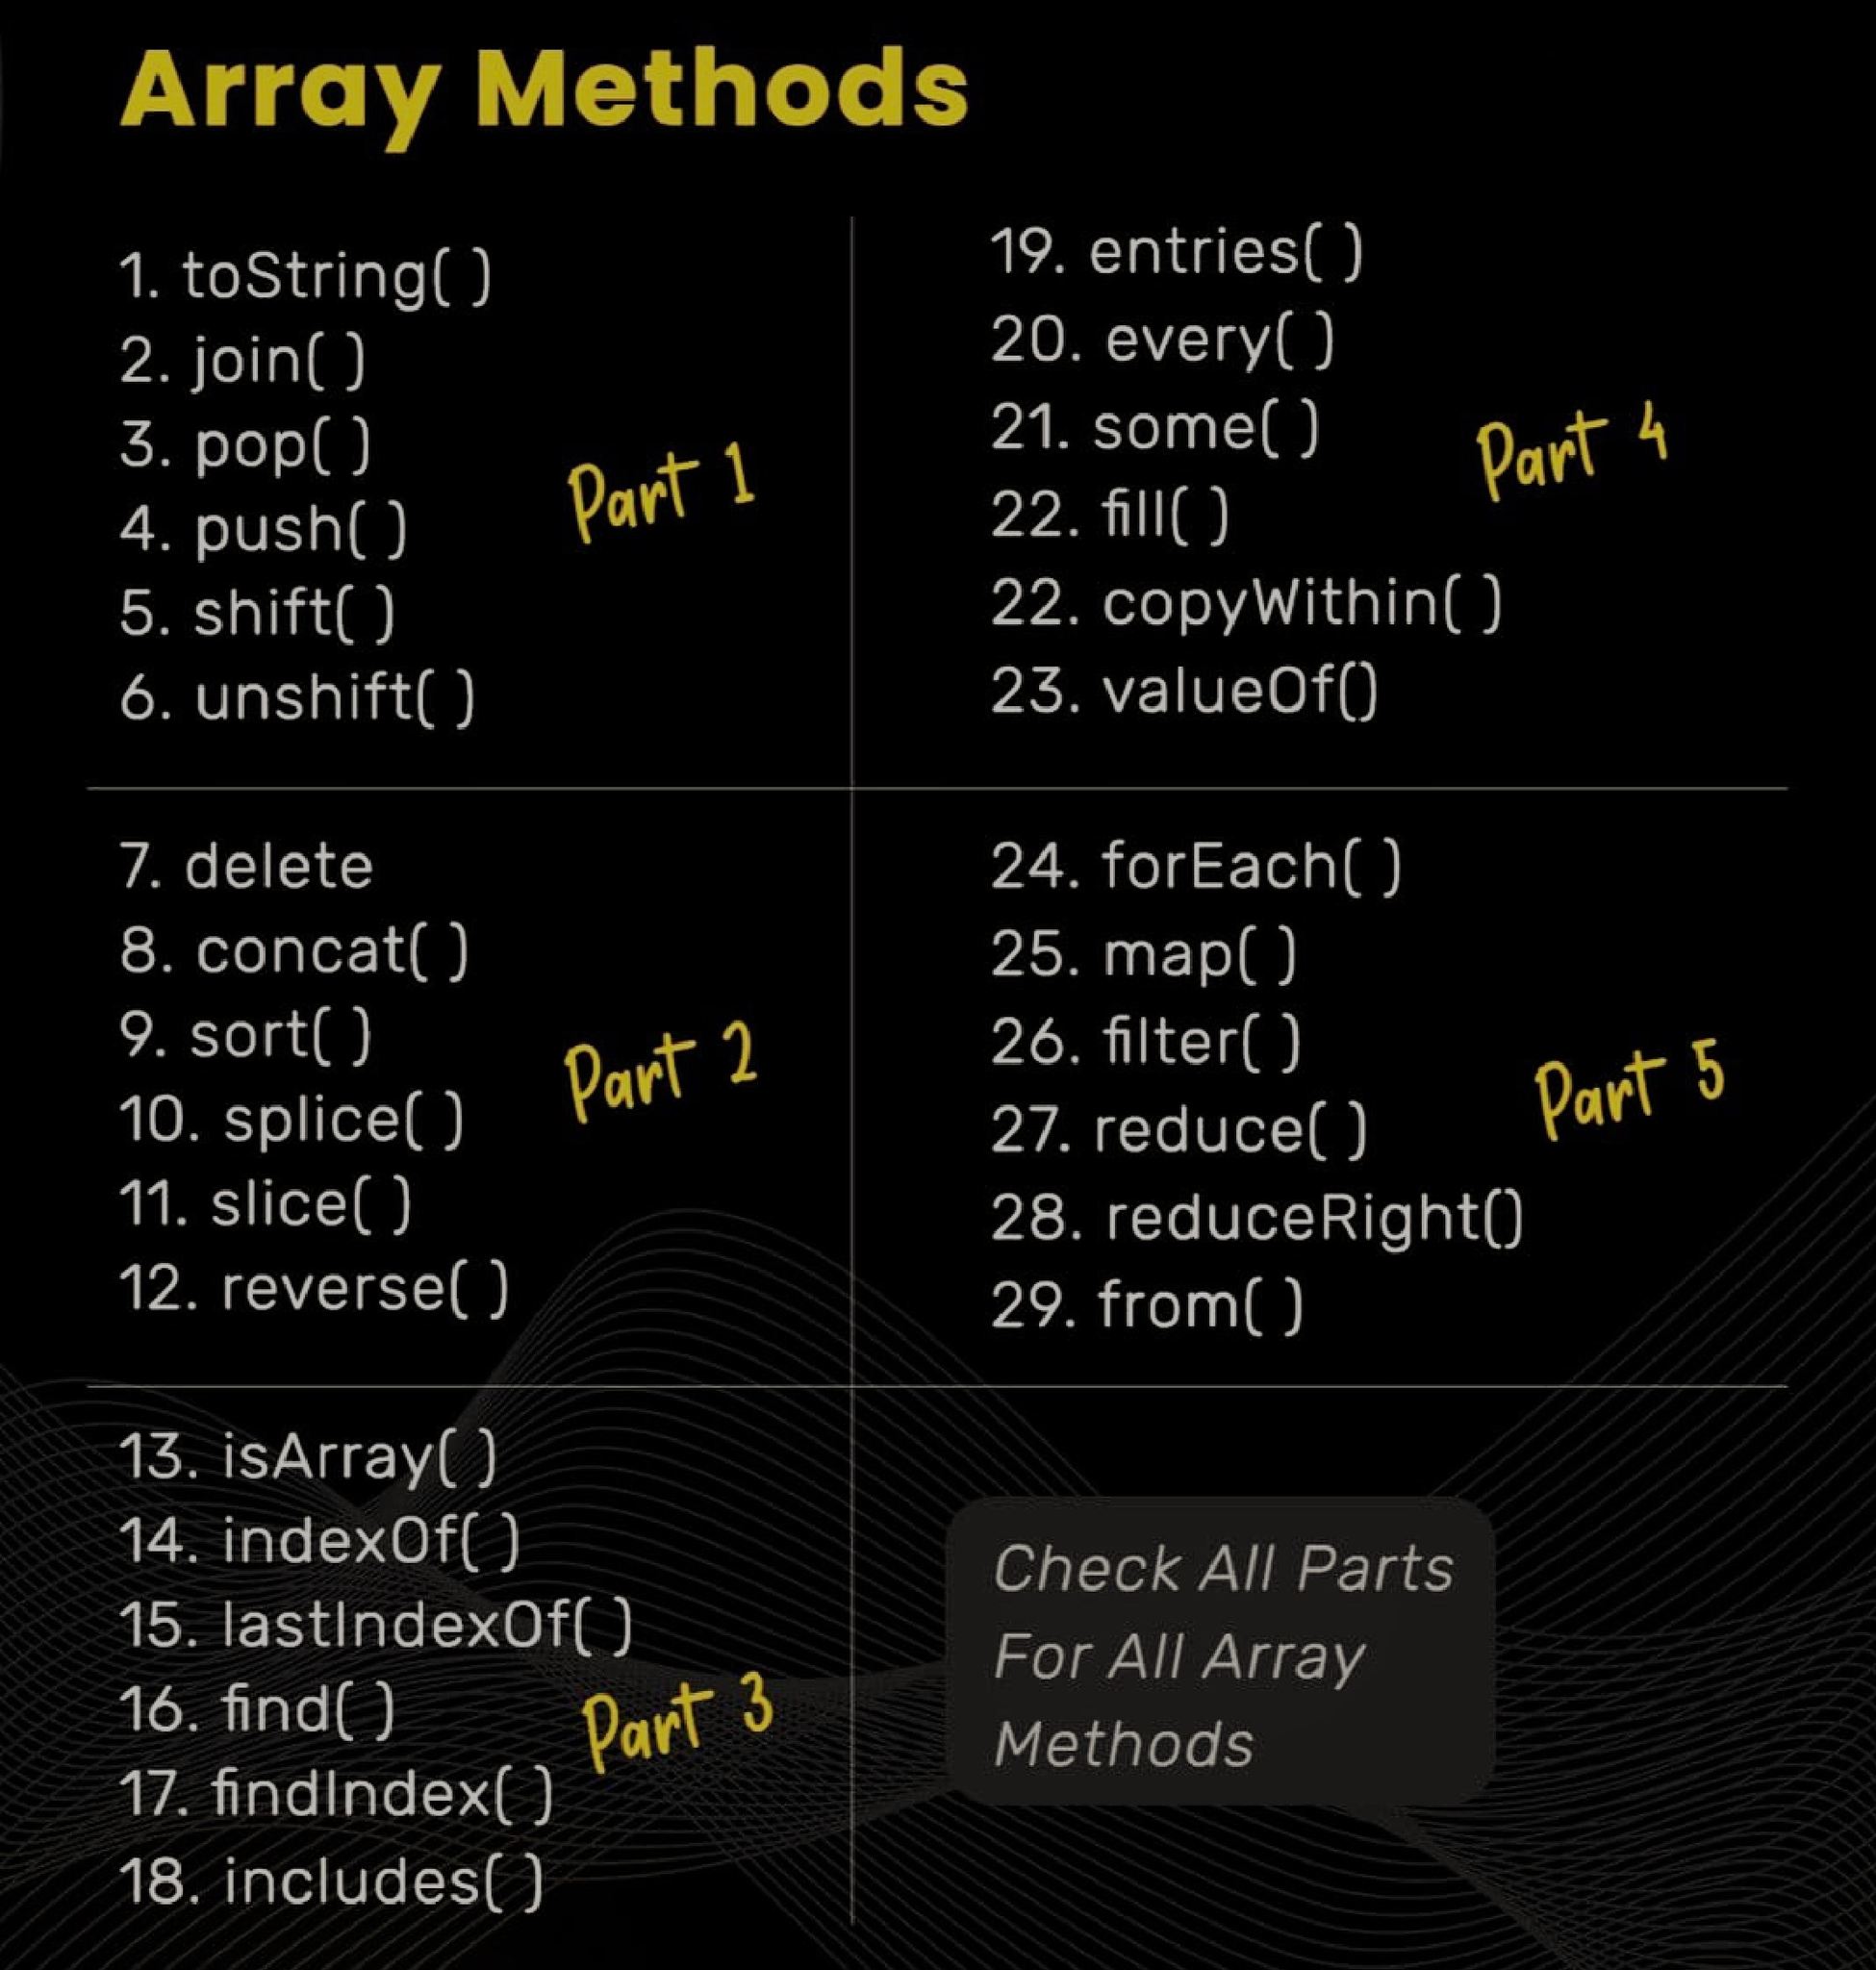 Array Methods
1. toString( )
2. join( )
3. pop( )
4. push( )
5. shift( )
6. unshift( )
Part 1
7. delete
8. concat( )
9. sort( )
10. splice( )
11. slice( )
12. reverse( )
Part 2
13. isArray( )
14. indexOf( )
15. lastIndexOf( )
16. find( )
17. findIndex( )
18. includes( )
Part 3
19. entries( )
20. every( )
21. some( )
22. fill( )
22. copyWithin( )
23. valueOf()
Part 4
24. forEach( )
25. map( )
26. filter( )
27. reduce( )
28. reduceRight()
29. from( )
Part 5
Check All Parts
For All Array
Methods